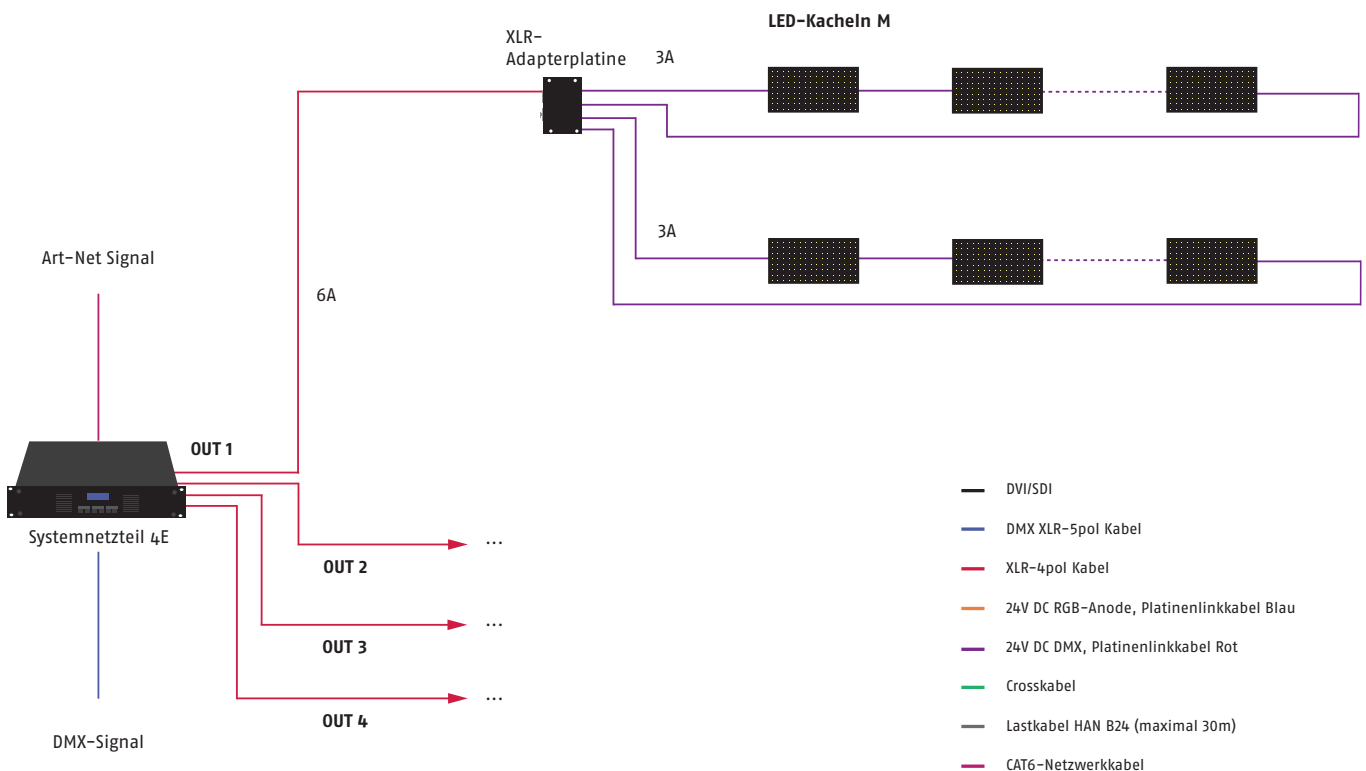 LED-Kacheln M
XLR-
Adapterplatine
3A
3A
Art-Net Signal
6A
OUT 1
Systemnetzteil 4E
...
OUT 2
...
OUT 3
...
OUT 4
DMX-Signal
DVI/SDI
DMX XLR-5pol Kabel
XLR-4pol Kabel
24V DC RGB-Anode, Platinenlinkkabel Blau
24V DC DMX, Platinenlinkkabel Rot
Crosskabel
Lastkabel HAN B24 (maximal 30m)
CAT6-Netzwerkkabel